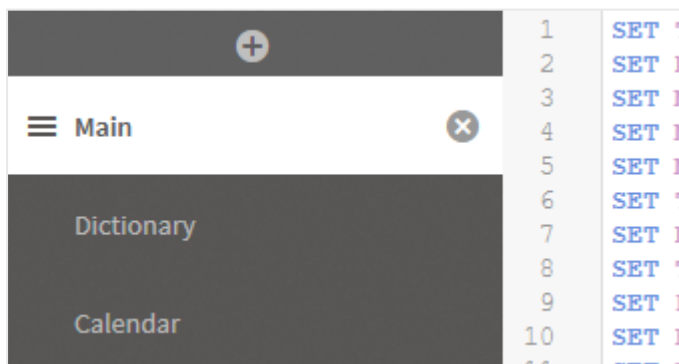 Main
Dictionary
Calendar
1 SET
2 SET
3 SET
4 SET
5 SET
6 SET
7 SET
8 SET
9 SET
10 SET